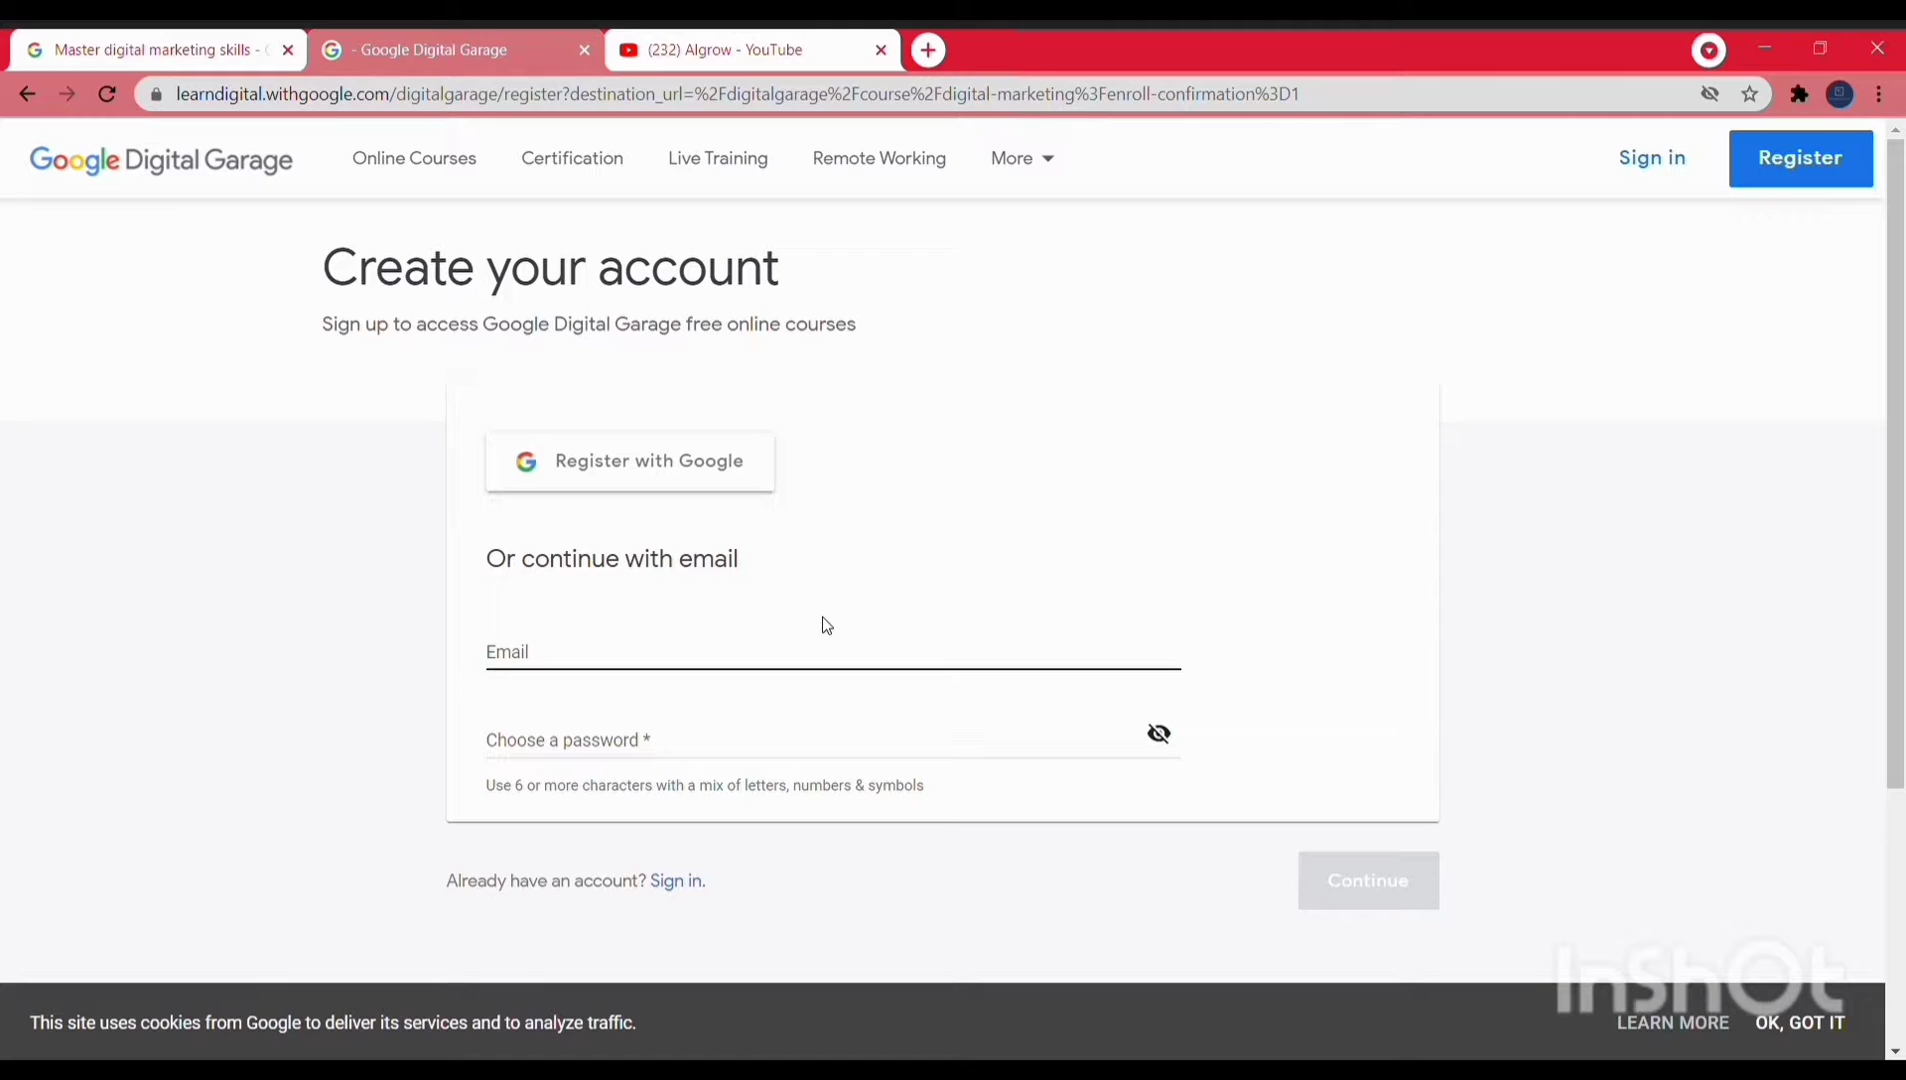 Master digital marketing skills -
- Google Digital Garage
(232) Algrow - YouTube
learndigital.withgoogle.com/digitalgarage/register?destination_url=%2Fdigitalgarage%2Fcourse%2Fdigital-marketing%3Fenroll-confirmation%3D1
Google Digital Garage
Online Courses
Certification
Live Training
Remote Working
More
Sign in
Register
Create your account
Sign up to access Google Digital Garage free online courses
Register with Google
Or continue with email
Email
Choose a password *
Use 6 or more characters with a mix of letters, numbers & symbols
Already have an account? Sign in.
Continue
InShOt
This site uses cookies from Google to deliver its services and to analyze traffic.
LEARN MORE
OK, GOT IT